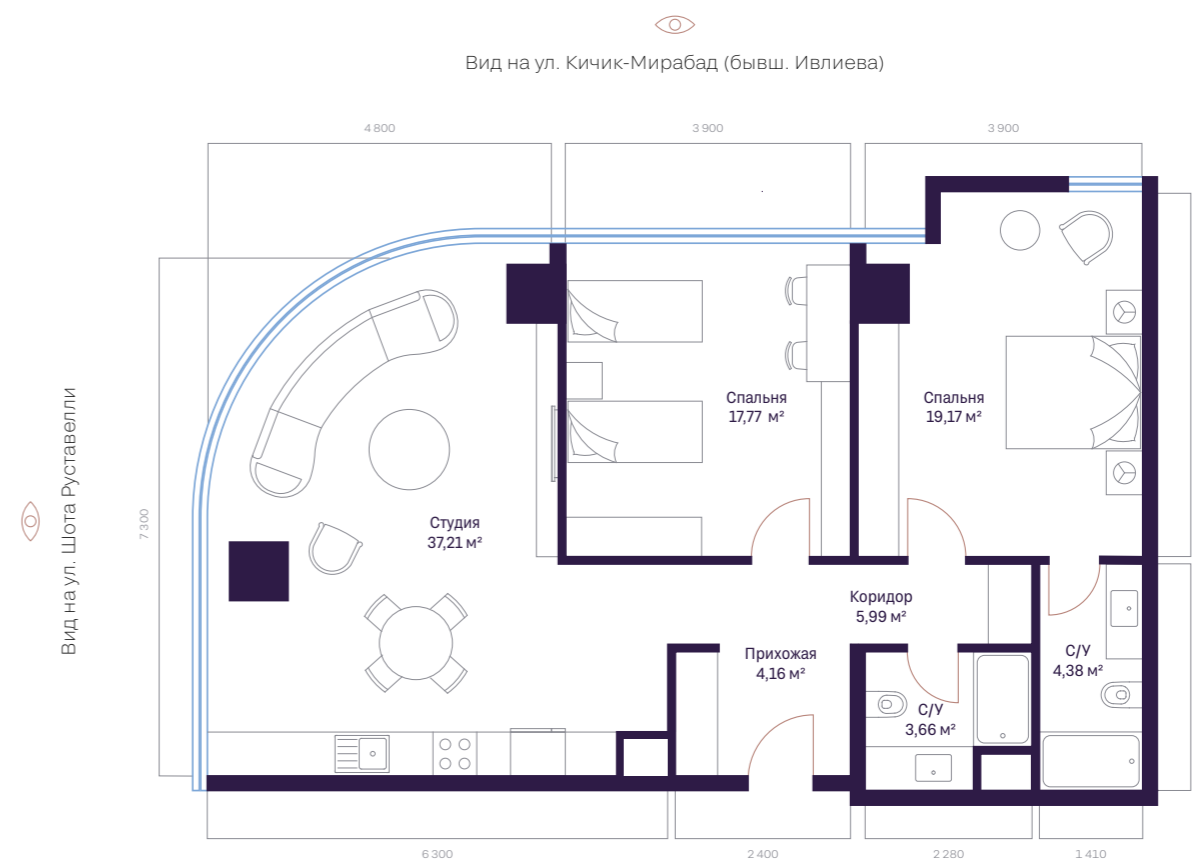 Вид на ул. Кичик-Мирабад (бывш. Ивлиева)
4 800
3 900
3 900
Вид на ул. Шота Руставелли
7 300
Спальня
17,77 м²
Спальня
19,17 м²
Студия
37,21 м²
Коридор
5,99 м²
Прихожая
4,16 м²
С/У
4,38 м²
С/У
3,66 м²
6 300
2 400
2 280
1 410